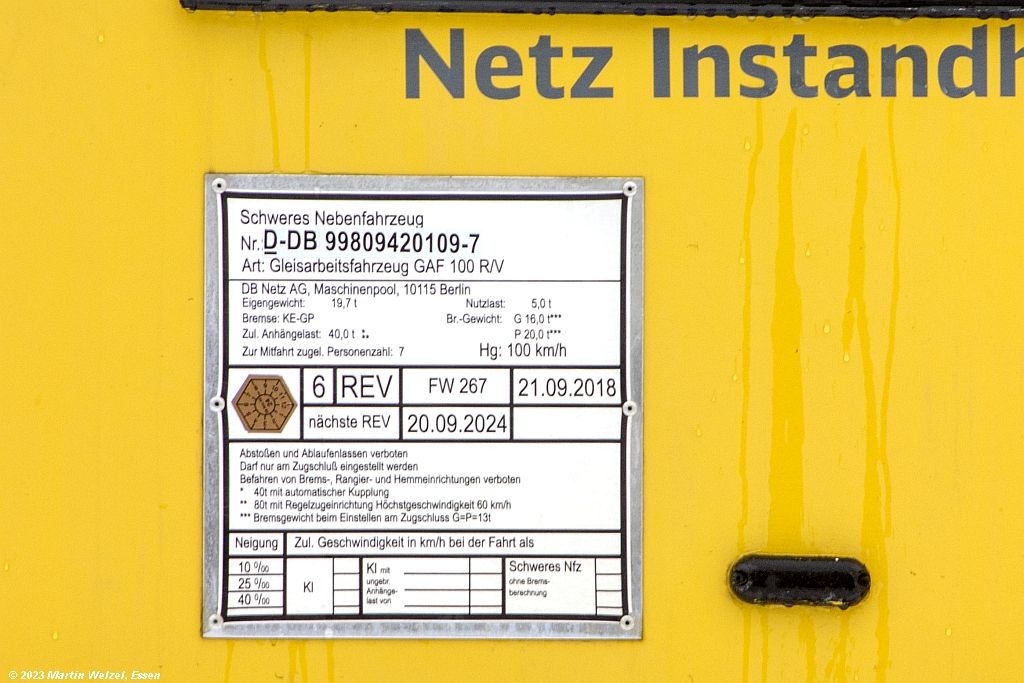 Netz Instandh
Schweres Nebenfahrzeug
Nr.: D-DB 99809420109-7
Art: Gleisarbeitsfahrzeug GAF 100 R/V
DB Netz AG, Maschinenpool, 10115 Berlin
Eigengewicht: 19,7 t Nutzlast: 5,0 t
Bremse: KE-GP Br.-Gewicht: G 16,0 t***
Zul. Anhängelast: 40,0 t P 20,0 t***
Zur Mitfahrt zugel. Personenzahl: 7 Hg: 100 km/h
6 REV FW 267 21.09.2018
nächste REV 20.09.2024
Abstoßen und Ablaufenlassen verboten
Darf nur am Zugschluß eingestellt werden
Befahren von Brems-, Rangier- und Hemmeinrichtungen verboten
* 40t mit automatischer Kupplung
** 80t mit Regelzugeinrichtung Höchstgeschwindigkeit 60 km/h
*** Bremsgewicht beim Einstellen am Zugschluss G=P=13t
Neigung Zul. Geschwindigkeit in km/h bei der Fahrt als
10 ‰
25 ‰
40 ‰
Kl
Kl mit
ungebr.
Anhänge-
last von
Schweres Nfz
ohne Brems-
berechnung
© 2023 Martin Welzel, Essen